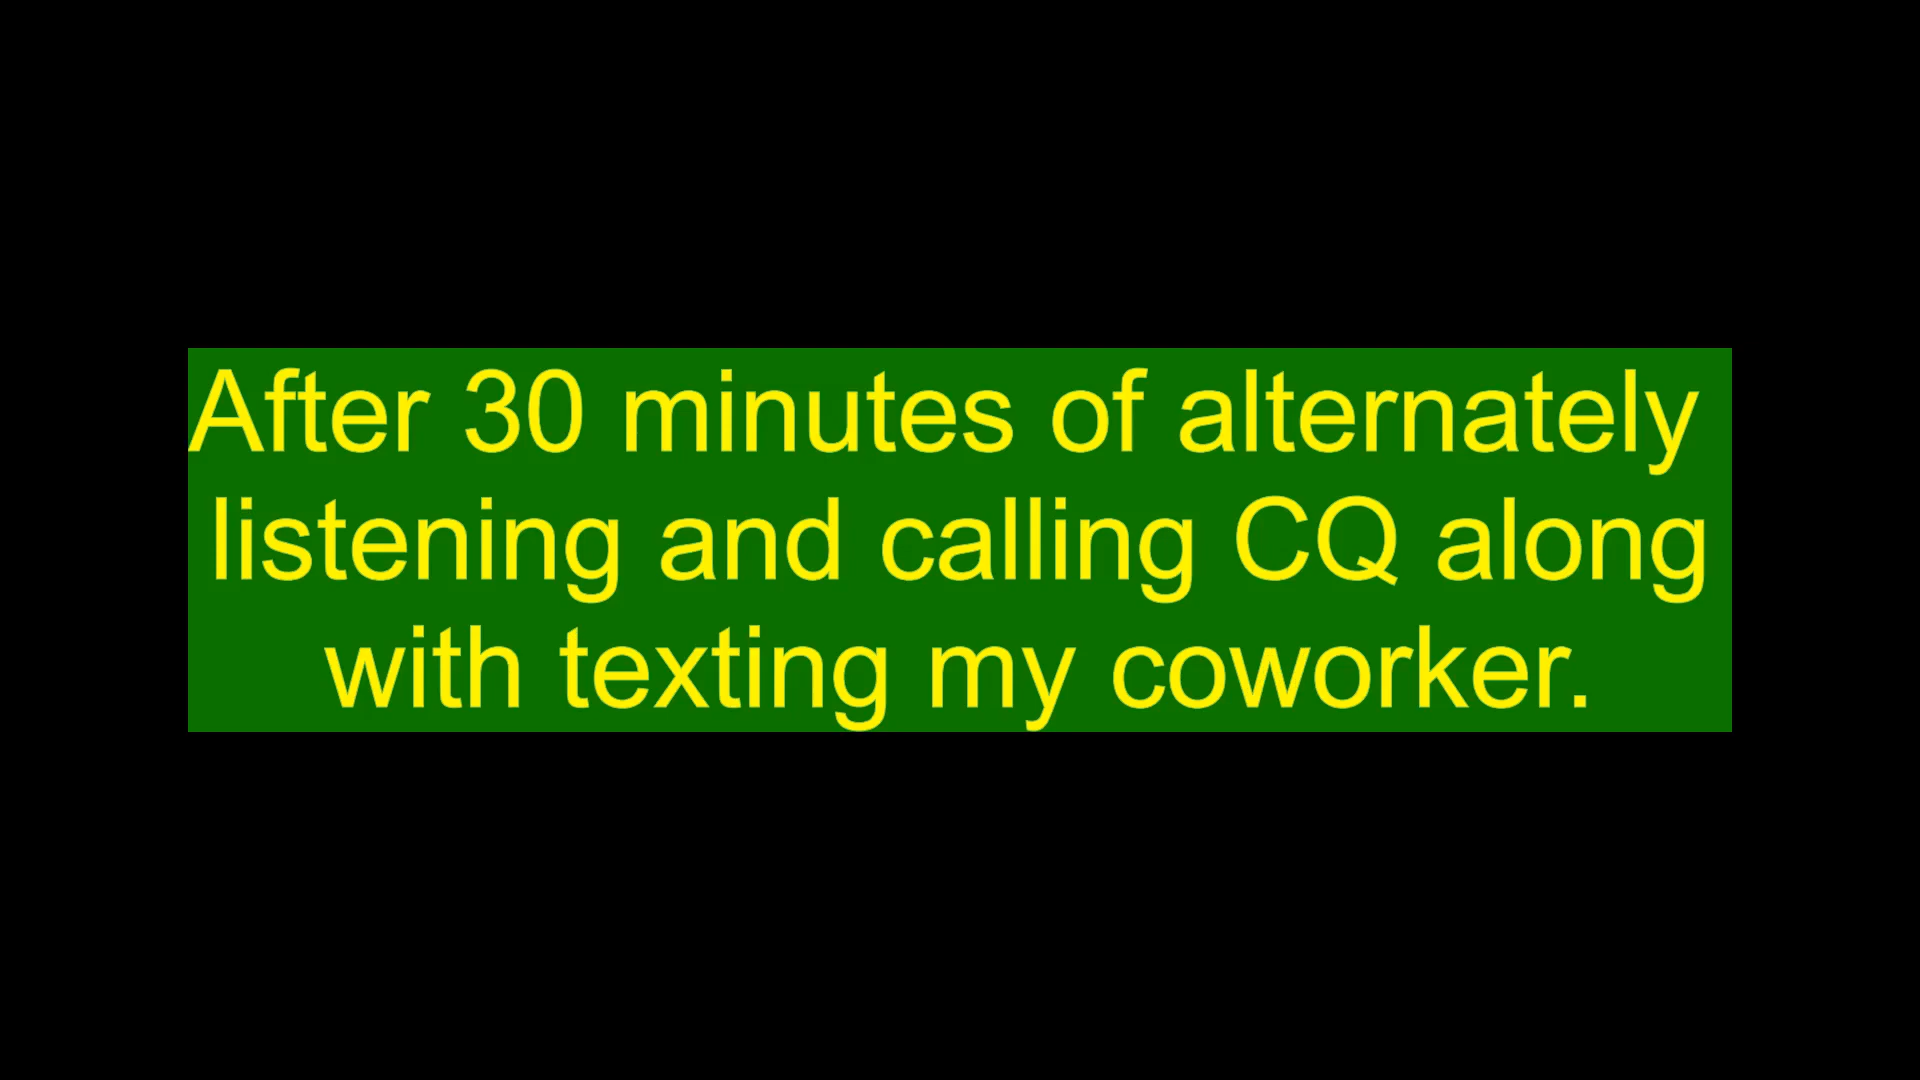 After 30 minutes of alternately
listening and calling CQ along
with texting my coworker.